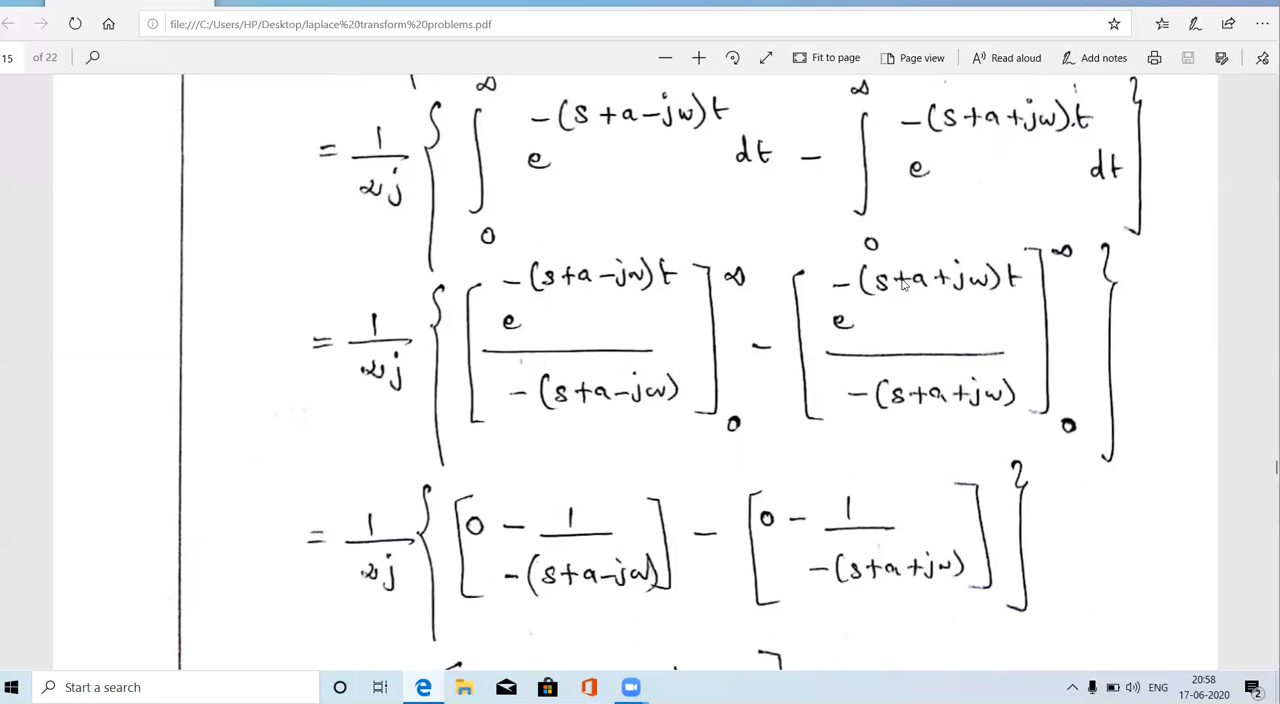 file:///C:/Users/HP/Desktop/laplace%20transform%20problems.pdf
15 of 22 Fit to page Page view Read aloud Add notes
= 1/2j { ∫₀^∞ e^-(s+a-jω)t dt - ∫₀^∞ e^-(s+a+jω).t dt }
= 1/2j { [ e^-(s+a-jω)t / -(s+a-jω) ]₀^∞ - [ e^-(s+a+jω)t / -(s+a+jω) ]₀^∞ }
= 1/2j { [ 0 - 1/-(s+a-jω) ] - [ 0 - 1/-(s+a+jω) ] }
Start a search
ENG
20:58
17-06-2020
2